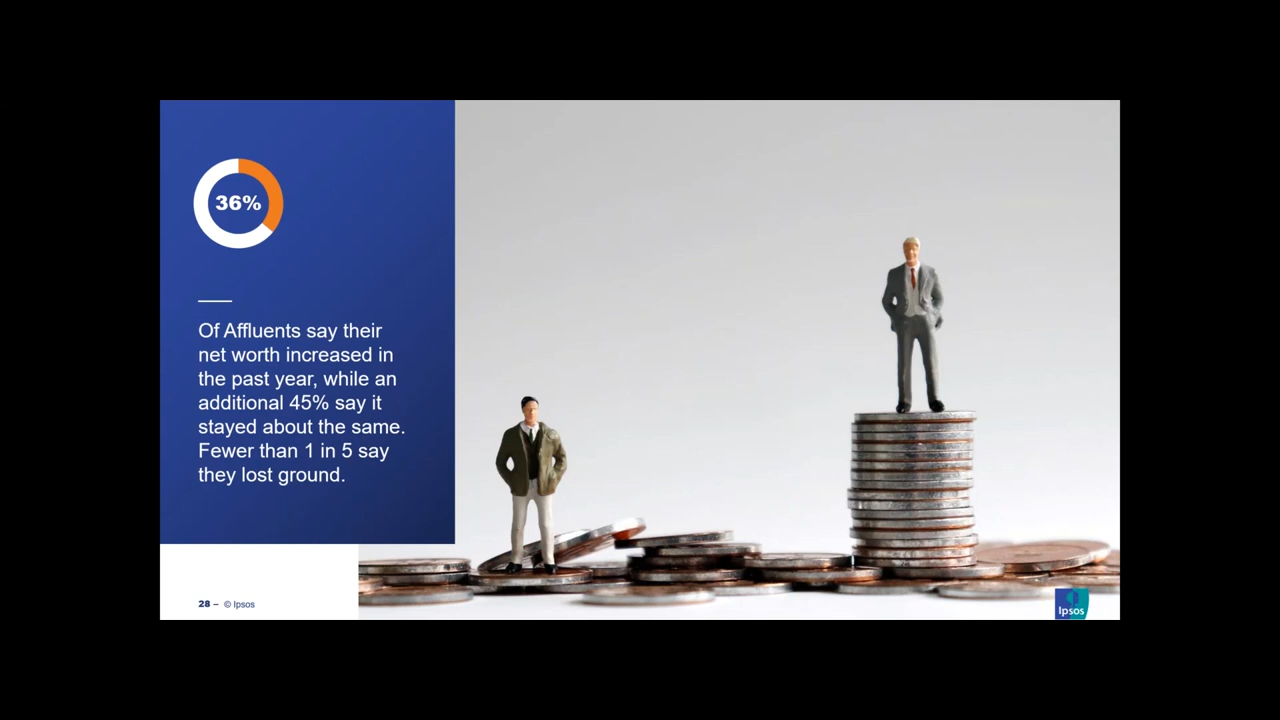 36%
Of Affluents say their
net worth increased in
the past year, while an
additional 45% say it
stayed about the same.
Fewer than 1 in 5 say
they lost ground.
28 – © Ipsos
Ipsos